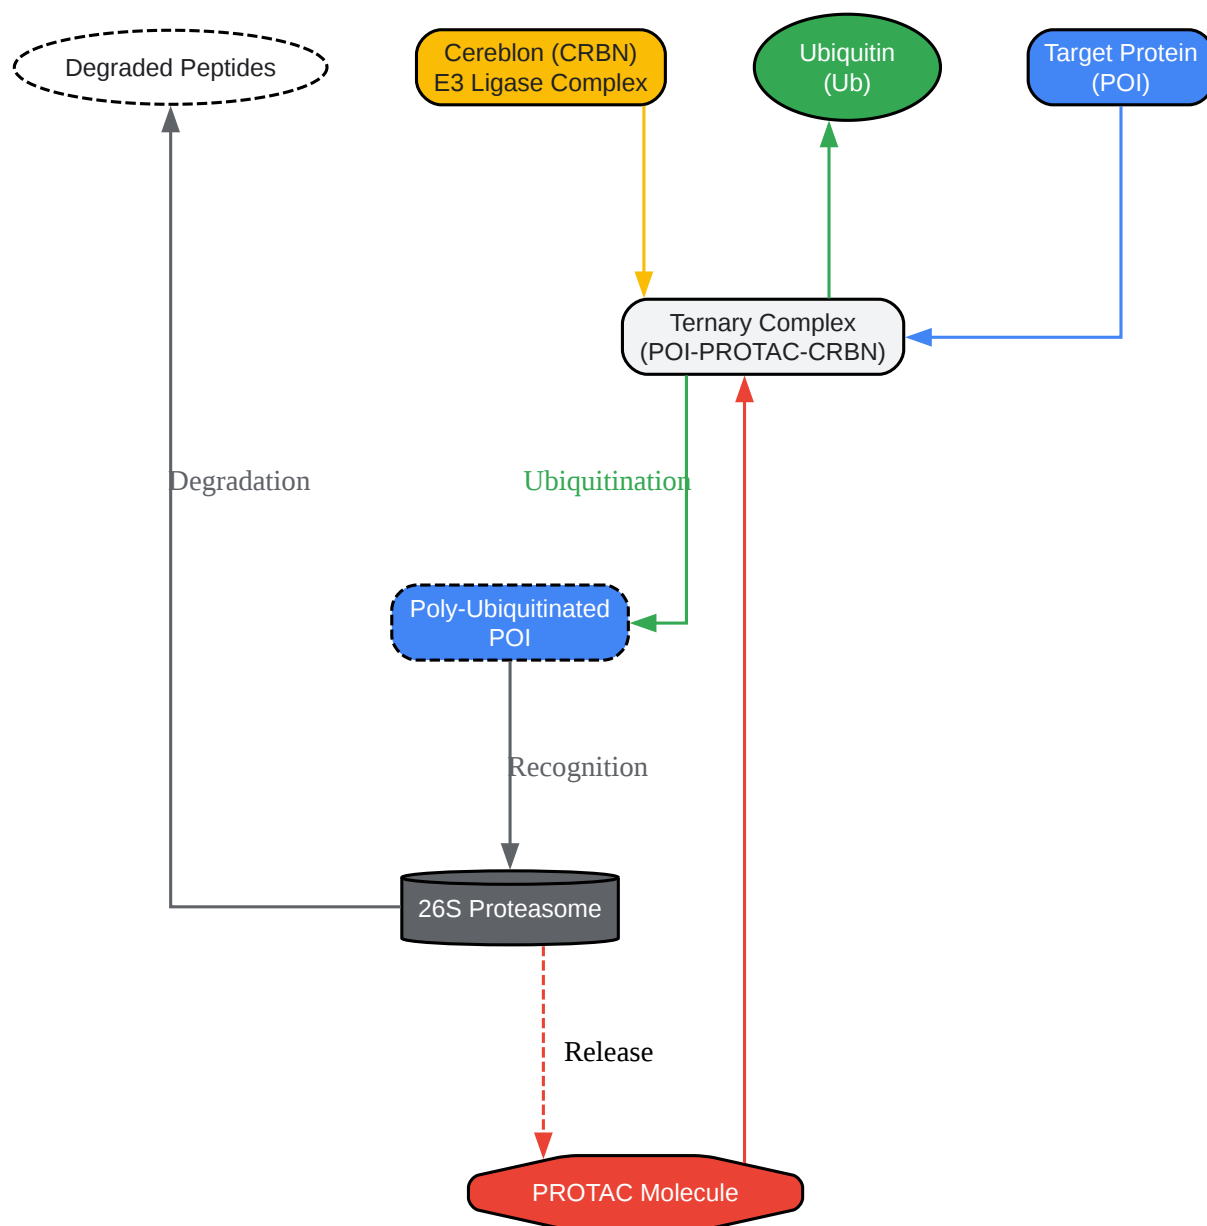 Degraded Peptides
Cereblon (CRBN)
E3 Ligase Complex
Ubiquitin
(Ub)
Target Protein
(POI)
Ternary Complex
(POI-PROTAC-CRBN)
Degradation
Ubiquitination
Poly-Ubiquitinated
POI
Recognition
26S Proteasome
Release
PROTAC Molecule